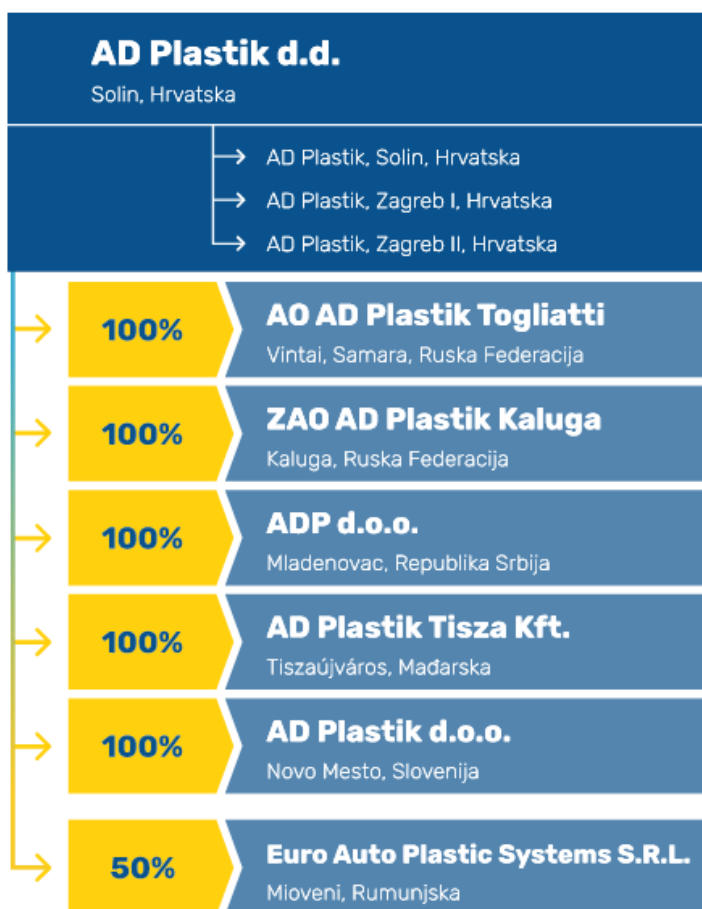 AD Plastik d.d.
Solin, Hrvatska
AD Plastik, Solin, Hrvatska
AD Plastik, Zagreb I, Hrvatska
AD Plastik, Zagreb II, Hrvatska
100%
AO AD Plastik Togliatti
Vintai, Samara, Ruska Federacija
100%
ZAO AD Plastik Kaluga
Kaluga, Ruska Federacija
100%
ADP d.o.o.
Mladenovac, Republika Srbija
100%
AD Plastik Tisza Kft.
Tiszaújváros, Mađarska
100%
AD Plastik d.o.o.
Novo Mesto, Slovenija
50%
Euro Auto Plastic Systems S.R.L.
Mioveni, Rumunjska